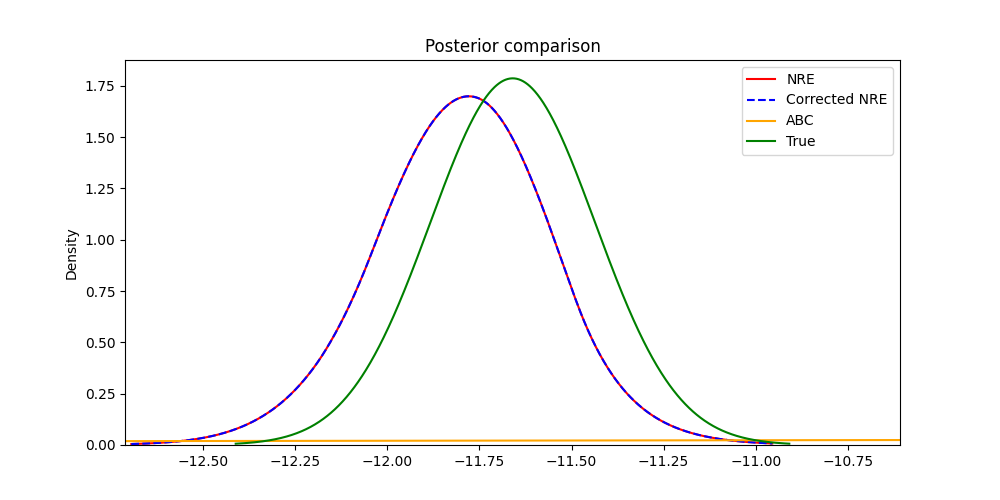 Posterior comparison
NRE
Corrected NRE
ABC
True
Density
1.75
1.50
1.25
1.00
0.75
0.50
0.25
0.00
−12.50 −12.25 −12.00 −11.75 −11.50 −11.25 −11.00 −10.75